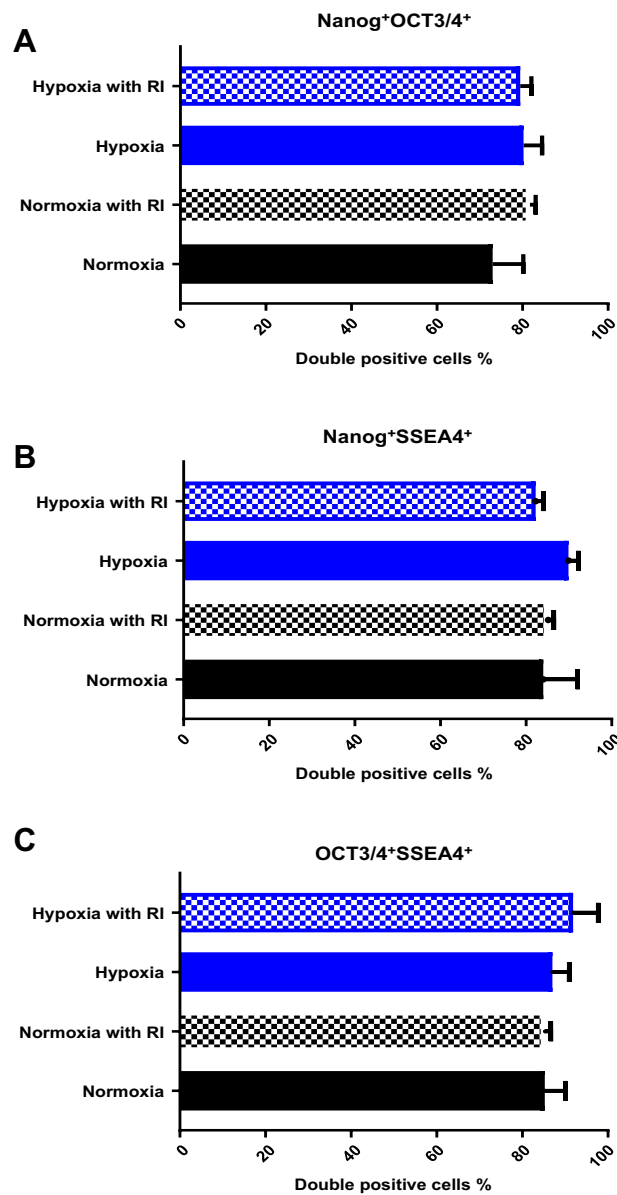 A
Nanog⁺OCT3/4⁺
Hypoxia with RI
Hypoxia
Normoxia with RI
Normoxia
0 20 40 60 80 100
Double positive cells %
B
Nanog⁺SSEA4⁺
Hypoxia with RI
Hypoxia
Normoxia with RI
Normoxia
0 20 40 60 80 100
Double positive cells %
C
OCT3/4⁺SSEA4⁺
Hypoxia with RI
Hypoxia
Normoxia with RI
Normoxia
0 20 40 60 80 100
Double positive cells %